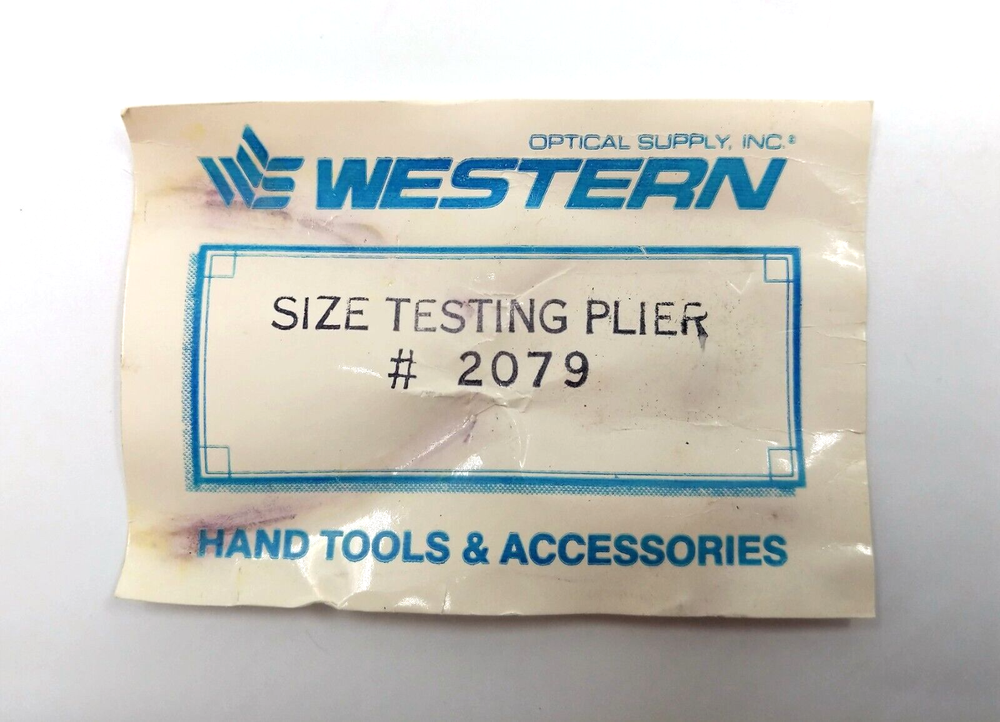 OPTICAL SUPPLY, INC.®
WESTERN
SIZE TESTING PLIER
# 2079
HAND TOOLS & ACCESSORIES